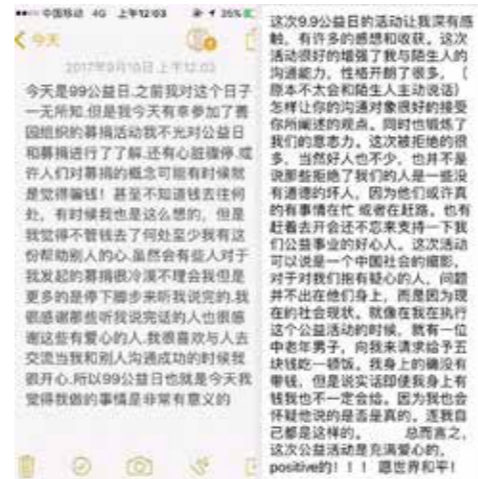 中国移动 4G 上午12:03 35%
今天
2017年9月10日 上午12:03
今天是99公益日.之前我对这个日子
一无所知.但是我今天有幸参加了善
园组织的募捐活动我不光对公益日
和募捐进行了了解.还有心脏骤停.或
许人们对募捐的概念可能有时候就
是觉得骗钱！甚至不知道钱去往何
处，有时候我也是这么想的，但是
我觉得不管钱去了何处至少我有这
份帮助别人的心.虽然会有些人对于
我发起的募捐很冷漠不理会我但是
更多的是停下脚步来听我说完的.我
很感谢那些听我说完话的人也很感
谢这些有爱心的人.我很喜欢与人去
交流当我和别人沟通成功的时候我
很开心.所以99公益日也就是今天我
觉得我做的事情是非常有意义的
这次9.9公益日的活动让我深有感
触，有许多的感想和收获。这次
活动很好的增强了我与陌生人的
沟通能力，性格开朗了很多，（
原本不太会和陌生人主动说话）
怎样让你的沟通对象很好的接受
你所阐述的观点。同时也锻炼了
我们的意志力。这次被拒绝的很
多，当然好人也不少，也并不是
说那些拒绝了我们的人是一些没
有道德的坏人，因为他们或许真
的有事情在忙 或者在赶路。也有
赶着去开会还不忘来支持一下我
们公益事业的好心人。这次活动
可以说是一个中国社会的缩影，
对于对我们抱有疑心的人，问题
并不出在他们身上，而是因为现
在的社会现状。就像在我在执行
这个公益活动的时候，就有一位
中老年男子，向我来请求给予五
块钱吃一顿饭。我身上的确没有
带钱，但是说实话即使我身上有
钱我也不一定会给。因为我也会
怀疑他说的是否是真的。连我自
己都是这样的。 总而言之，
这次公益活动是充满爱心的，
positive的！！！ 愿世界和平！